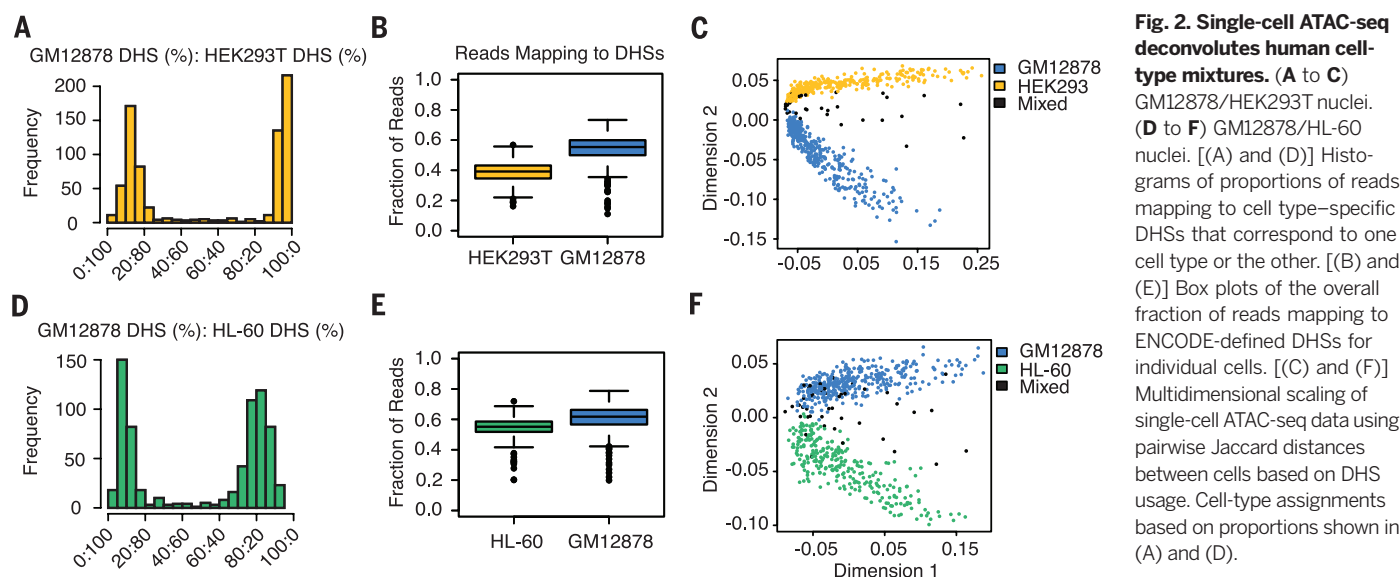 A
GM12878 DHS (%): HEK293T DHS (%)
Frequency
200
150
100
50
0
0:100
20:80
40:60
60:40
80:20
100:0
B
Reads Mapping to DHSs
Fraction of Reads
1.0
0.8
0.6
0.4
0.2
0.0
HEK293T GM12878
C
Dimension 2
0.05
0.00
-0.05
-0.10
-0.15
-0.05 0.05 0.15 0.25
GM12878
HEK293
Mixed
D
GM12878 DHS (%): HL-60 DHS (%)
Frequency
150
100
50
0
0:100
20:80
40:60
60:40
80:20
100:0
E
Fraction of Reads
1.0
0.8
0.6
0.4
0.2
0.0
HL-60 GM12878
F
Dimension 2
0.05
0.00
-0.05
-0.10
-0.05 0.05 0.15
Dimension 1
GM12878
HL-60
Mixed
Fig. 2. Single-cell ATAC-seq
deconvolutes human cell-
type mixtures. (A to C)
GM12878/HEK293T nuclei.
(D to F) GM12878/HL-60
nuclei. [(A) and (D)] Histo-
grams of proportions of reads
mapping to cell type–specific
DHSs that correspond to one
cell type or the other. [(B) and
(E)] Box plots of the overall
fraction of reads mapping to
ENCODE-defined DHSs for
individual cells. [(C) and (F)]
Multidimensional scaling of
single-cell ATAC-seq data using
pairwise Jaccard distances
between cells based on DHS
usage. Cell-type assignments
based on proportions shown in
(A) and (D).